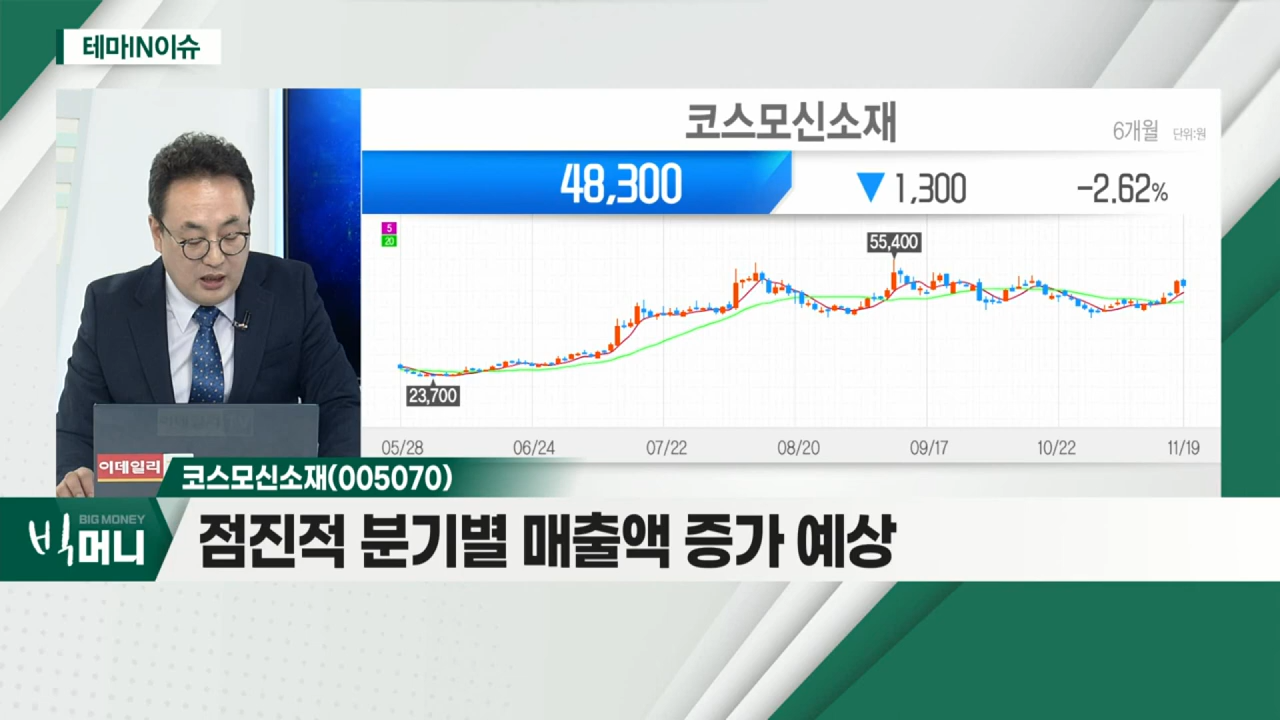 테마IN이슈
코스모신소재
6개월 단위:원
48,300 ▼ 1,300 -2.62%
5
20
55,400
23,700
05/28 06/24 07/22 08/20 09/17 10/22 11/19
이데일리
코스모신소재(005070)
BIG MONEY
빅머니
점진적 분기별 매출액 증가 예상